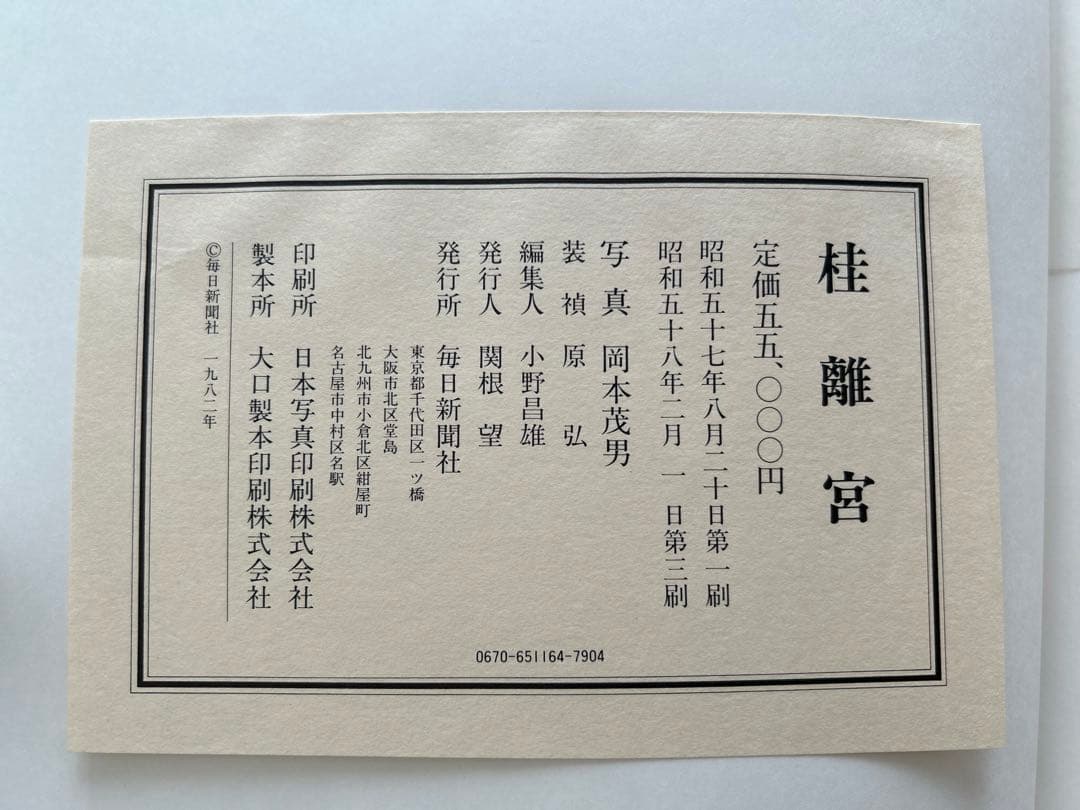 桂離宮
定価五五、〇〇〇円
昭和五十七年八月二十日第一刷
昭和五十八年二月 一 日第三刷
写 真 岡本茂男
装 禎 原 弘
編集人 小野昌雄
発行人 関根 望
発行所 毎日新聞社
東京都千代田区一ツ橋
大阪市北区堂島
北九州市小倉北区紺屋町
名古屋市中村区名駅
印刷所 日本写真印刷株式会社
製本所 大口製本印刷株式会社
©毎日新聞社 一九八二年
0670-651164-7904